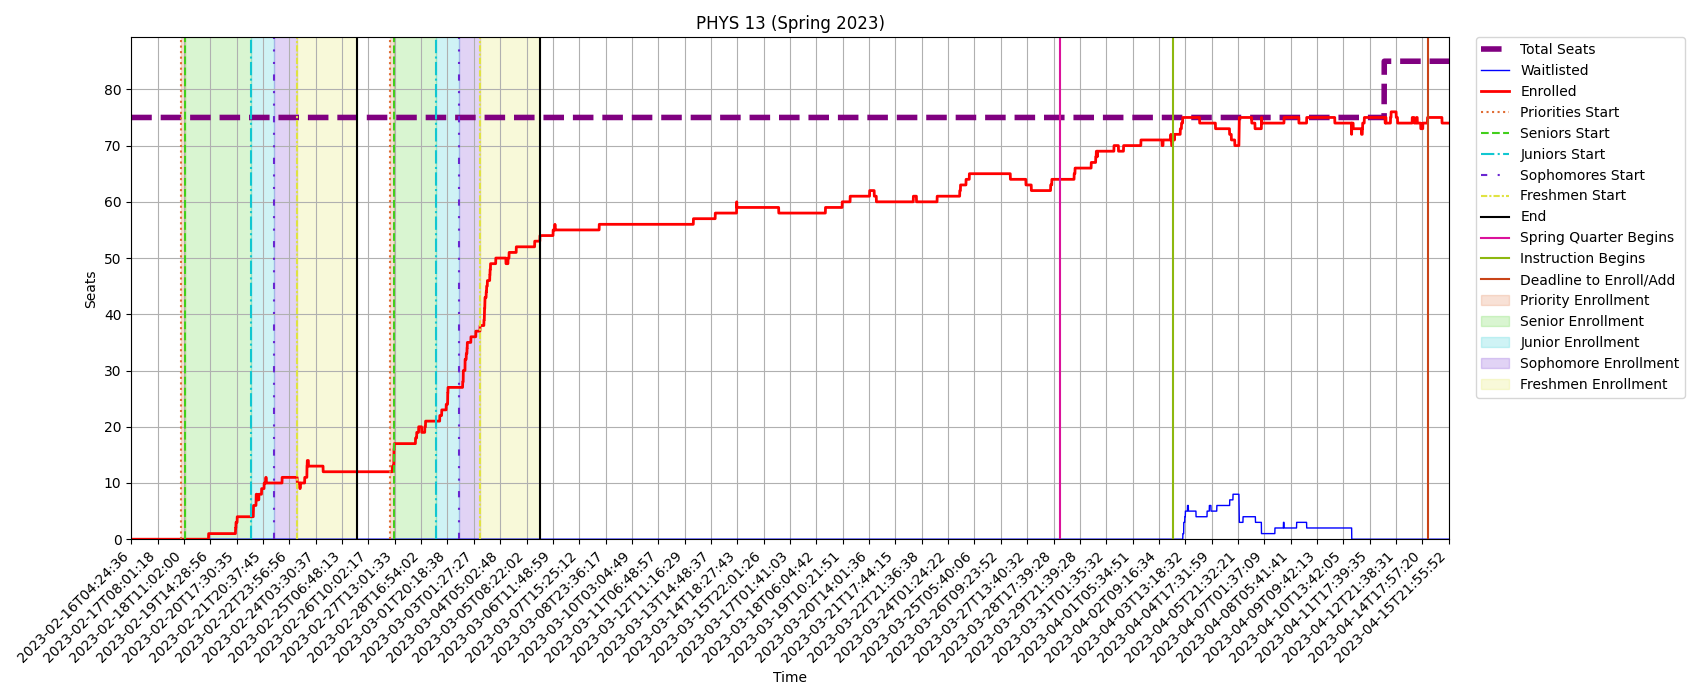 PHYS 13 (Spring 2023)
Seats
80
70
60
50
40
30
20
10
0
2023-02-16T04:24:36
2023-02-17T08:01:18
2023-02-18T11:02:00
2023-02-19T14:28:56
2023-02-20T17:30:35
2023-02-21T20:37:45
2023-02-22T23:56:50
2023-02-24T03:30:37
2023-02-25T06:48:13
2023-02-26T10:02:17
2023-02-27T13:01:33
2023-02-28T16:54:02
2023-03-01T20:18:38
2023-03-03T01:27:27
2023-03-04T05:02:48
2023-03-05T08:22:02
2023-03-06T11:48:59
2023-03-07T15:25:12
2023-03-08T23:36:17
2023-03-10T03:04:49
2023-03-11T06:48:57
2023-03-12T11:16:29
2023-03-13T14:48:37
2023-03-14T18:27:43
2023-03-15T22:01:26
2023-03-17T01:41:03
2023-03-18T06:04:42
2023-03-19T10:21:51
2023-03-20T14:01:36
2023-03-21T17:44:15
2023-03-22T21:36:38
2023-03-24T01:24:22
2023-03-25T05:40:06
2023-03-26T09:23:52
2023-03-27T13:40:32
2023-03-28T17:39:28
2023-03-29T21:39:28
2023-03-31T01:35:32
2023-04-01T05:34:51
2023-04-02T09:16:34
2023-04-03T13:18:32
2023-04-04T17:31:59
2023-04-05T21:32:21
2023-04-07T01:37:09
2023-04-08T05:41:41
2023-04-09T09:42:13
2023-04-10T13:42:05
2023-04-11T17:39:35
2023-04-12T21:38:31
2023-04-14T17:57:20
2023-04-15T21:55:52
Time
Total Seats
Waitlisted
Enrolled
Priorities Start
Seniors Start
Juniors Start
Sophomores Start
Freshmen Start
End
Spring Quarter Begins
Instruction Begins
Deadline to Enroll/Add
Priority Enrollment
Senior Enrollment
Junior Enrollment
Sophomore Enrollment
Freshmen Enrollment